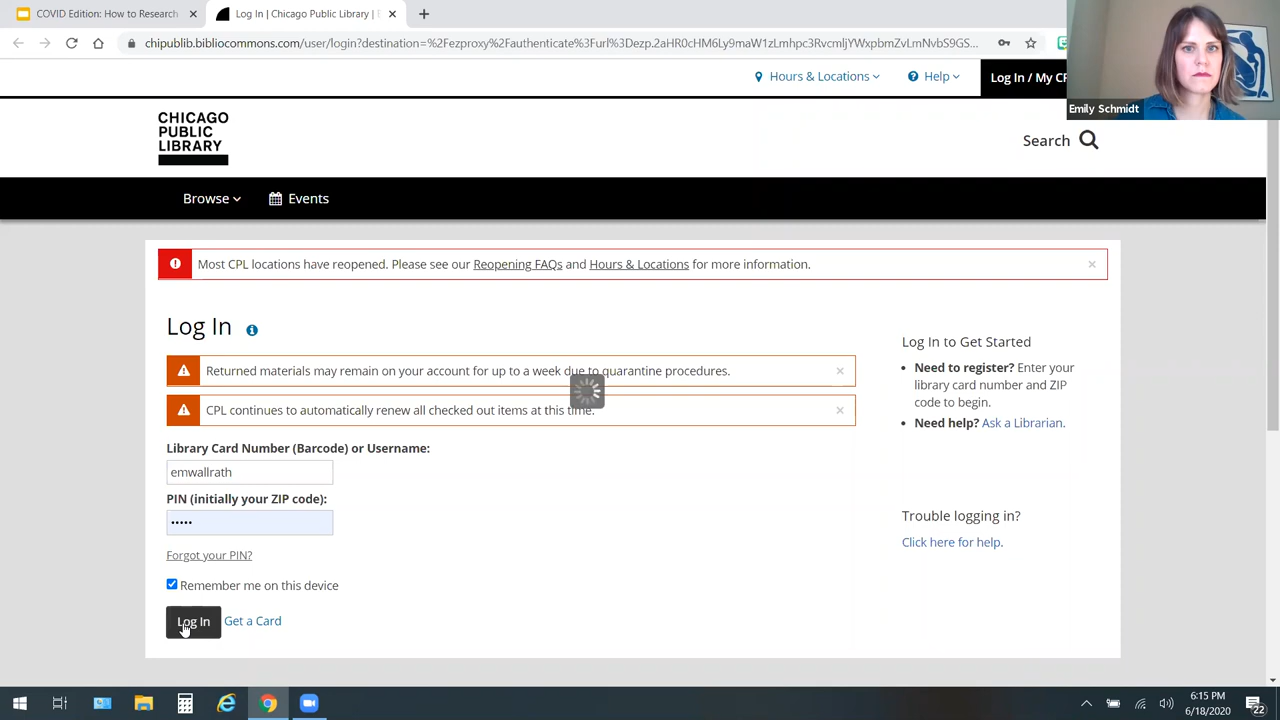 COVID Edition: How to Research
Log In | Chicago Public Library |
chipublib.bibliocommons.com/user/login?destination=%2Fezproxy%2Fauthenticate%3Furl%3Dezp.2aHR0cHM6Ly9maW1zLmhpc3RvcmljYWxpbmZvLmNvbS9GS...
Hours & Locations
Help
Log In / My CP
Emily Schmidt
CHICAGO
PUBLIC
LIBRARY
Search
Browse
Events
Most CPL locations have reopened. Please see our Reopening FAQs and Hours & Locations for more information.
Log In
Returned materials may remain on your account for up to a week due to quarantine procedures.
CPL continues to automatically renew all checked out items at this time.
Library Card Number (Barcode) or Username:
emwallrath
PIN (initially your ZIP code):
•••••
Forgot your PIN?
Remember me on this device
Log In
Get a Card
Log In to Get Started
• Need to register? Enter your
library card number and ZIP
code to begin.
• Need help? Ask a Librarian.
Trouble logging in?
Click here for help.
6:15 PM
6/18/2020
22